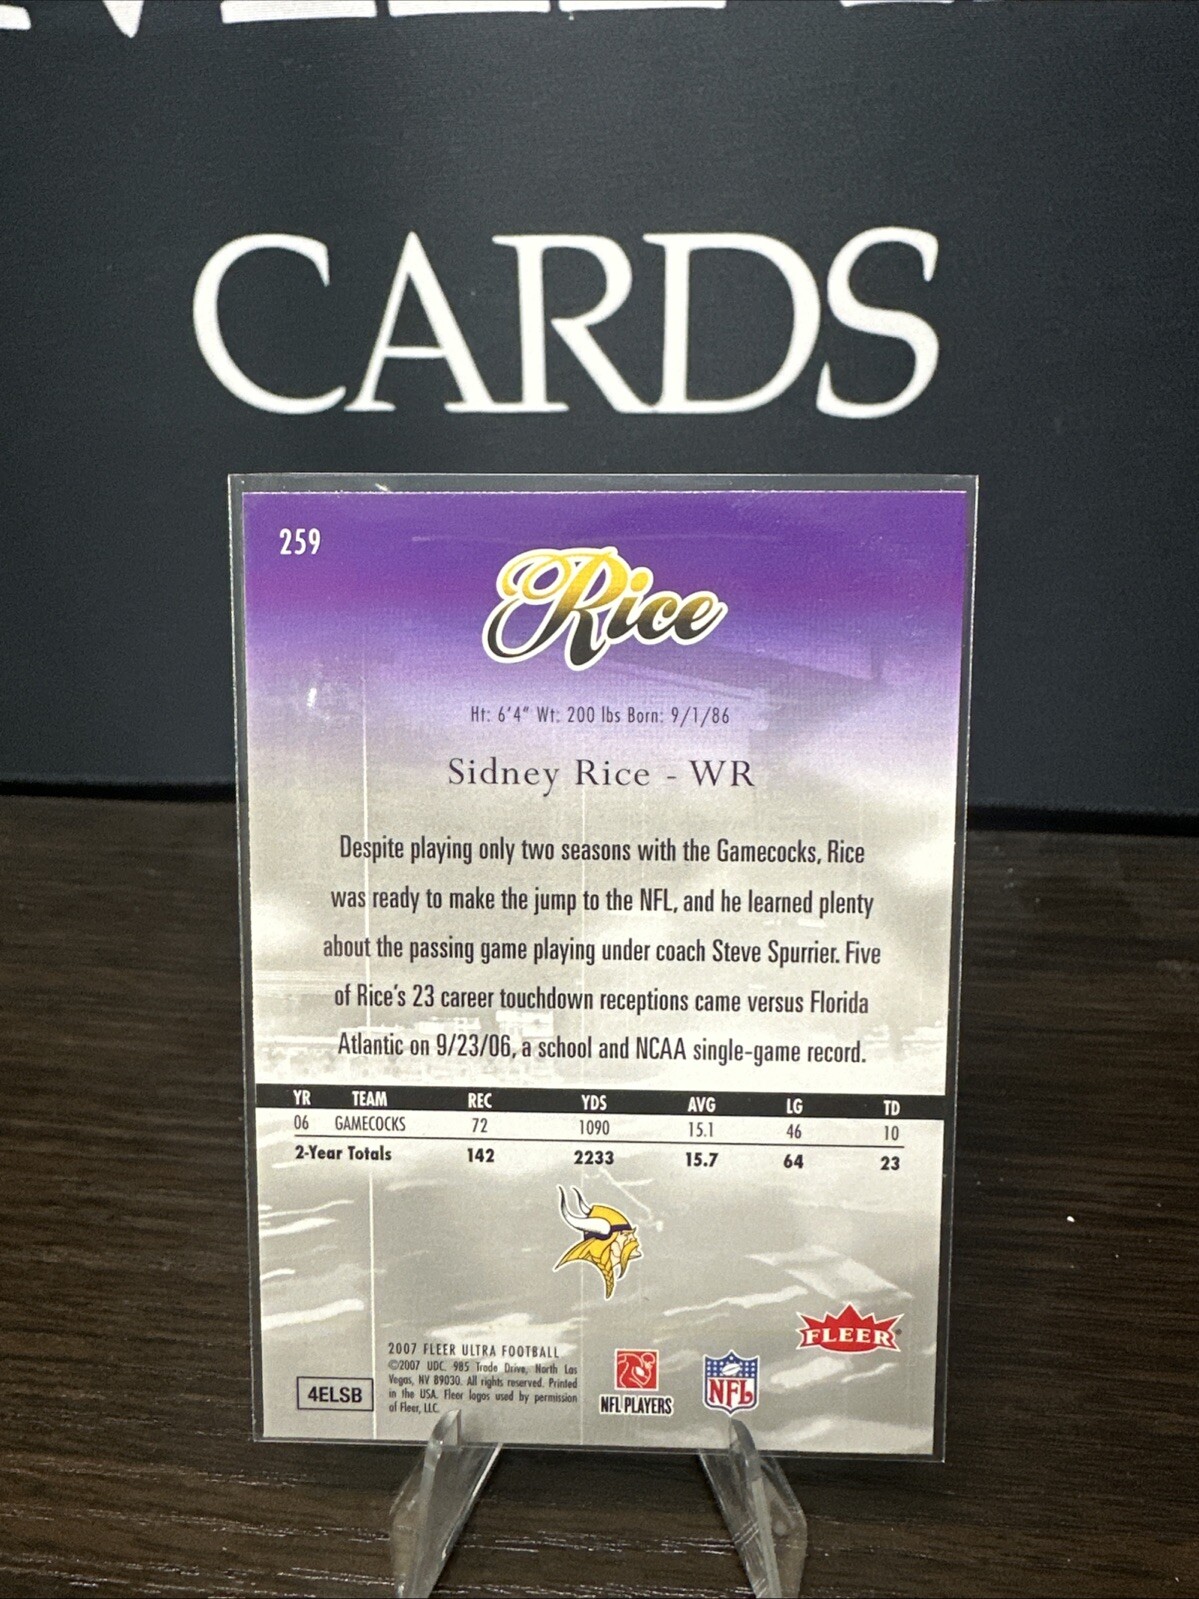 CARDS
259
Rice
Ht: 6'4" Wt: 200 lbs Born: 9/1/86
Sidney Rice - WR
Despite playing only two seasons with the Gamecocks, Rice
was ready to make the jump to the NFL, and he learned plenty
about the passing game playing under coach Steve Spurrier. Five
of Rice's 23 career touchdown receptions came versus Florida
Atlantic on 9/23/06, a school and NCAA single-game record.
YR TEAM REC YDS AVG LG TD
06 GAMECOCKS 72 1090 15.1 46 10
2-Year Totals 142 2233 15.7 64 23
FLEER
2007 FLEER ULTRA FOOTBALL
©2007 UDC. 985 Trade Drive, North Las
Vegas, NV 89030. All rights reserved. Printed
in the USA. Fleer logos used by permission
of Fleer, LLC.
4ELSB
NFL PLAYERS
NFL